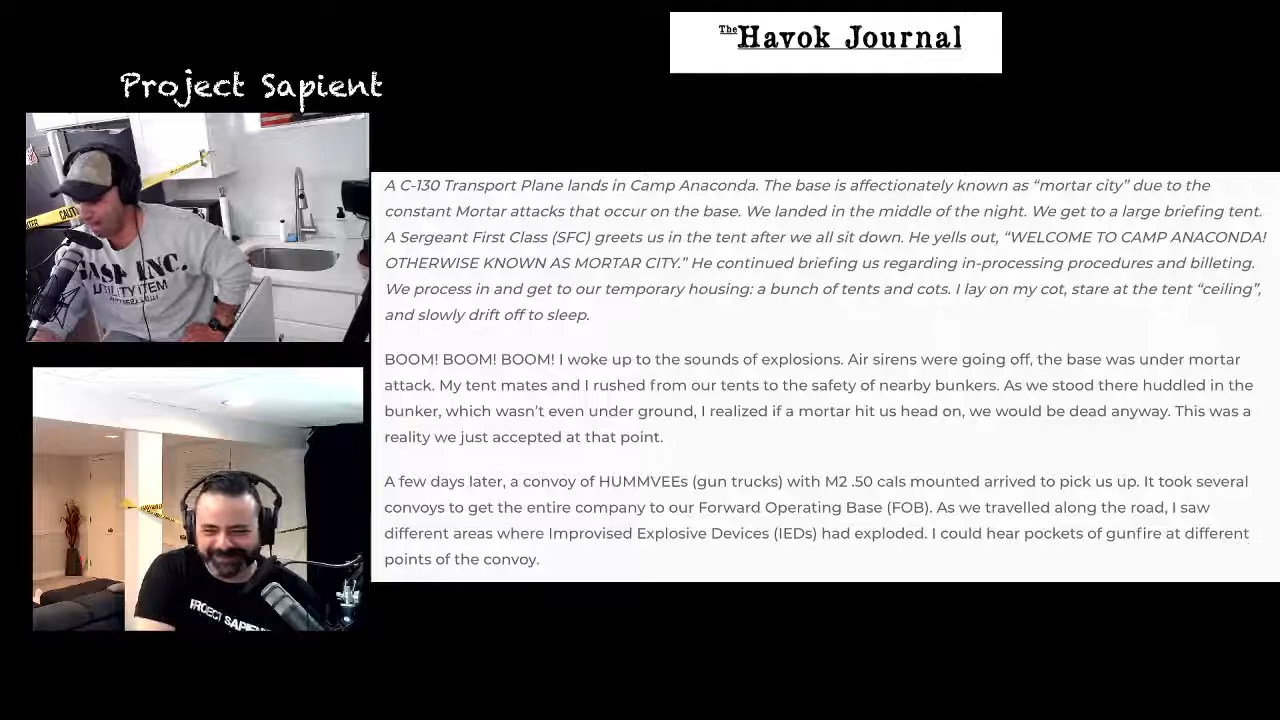 The Havok Journal
Project Sapient
CAUTI
GASP INC.
UTILITY ITEM
PROJECT SAPIEN
A C-130 Transport Plane lands in Camp Anaconda. The base is affectionately known as “mortar city” due to the
constant Mortar attacks that occur on the base. We landed in the middle of the night. We get to a large briefing tent.
A Sergeant First Class (SFC) greets us in the tent after we all sit down. He yells out, “WELCOME TO CAMP ANACONDA!
OTHERWISE KNOWN AS MORTAR CITY.” He continued briefing us regarding in-processing procedures and billeting.
We process in and get to our temporary housing: a bunch of tents and cots. I lay on my cot, stare at the tent “ceiling”,
and slowly drift off to sleep.
BOOM! BOOM! BOOM! I woke up to the sounds of explosions. Air sirens were going off, the base was under mortar
attack. My tent mates and I rushed from our tents to the safety of nearby bunkers. As we stood there huddled in the
bunker, which wasn’t even under ground, I realized if a mortar hit us head on, we would be dead anyway. This was a
reality we just accepted at that point.
A few days later, a convoy of HUMMVEEs (gun trucks) with M2 .50 cals mounted arrived to pick us up. It took several
convoys to get the entire company to our Forward Operating Base (FOB). As we travelled along the road, I saw
different areas where Improvised Explosive Devices (IEDs) had exploded. I could hear pockets of gunfire at different
points of the convoy.